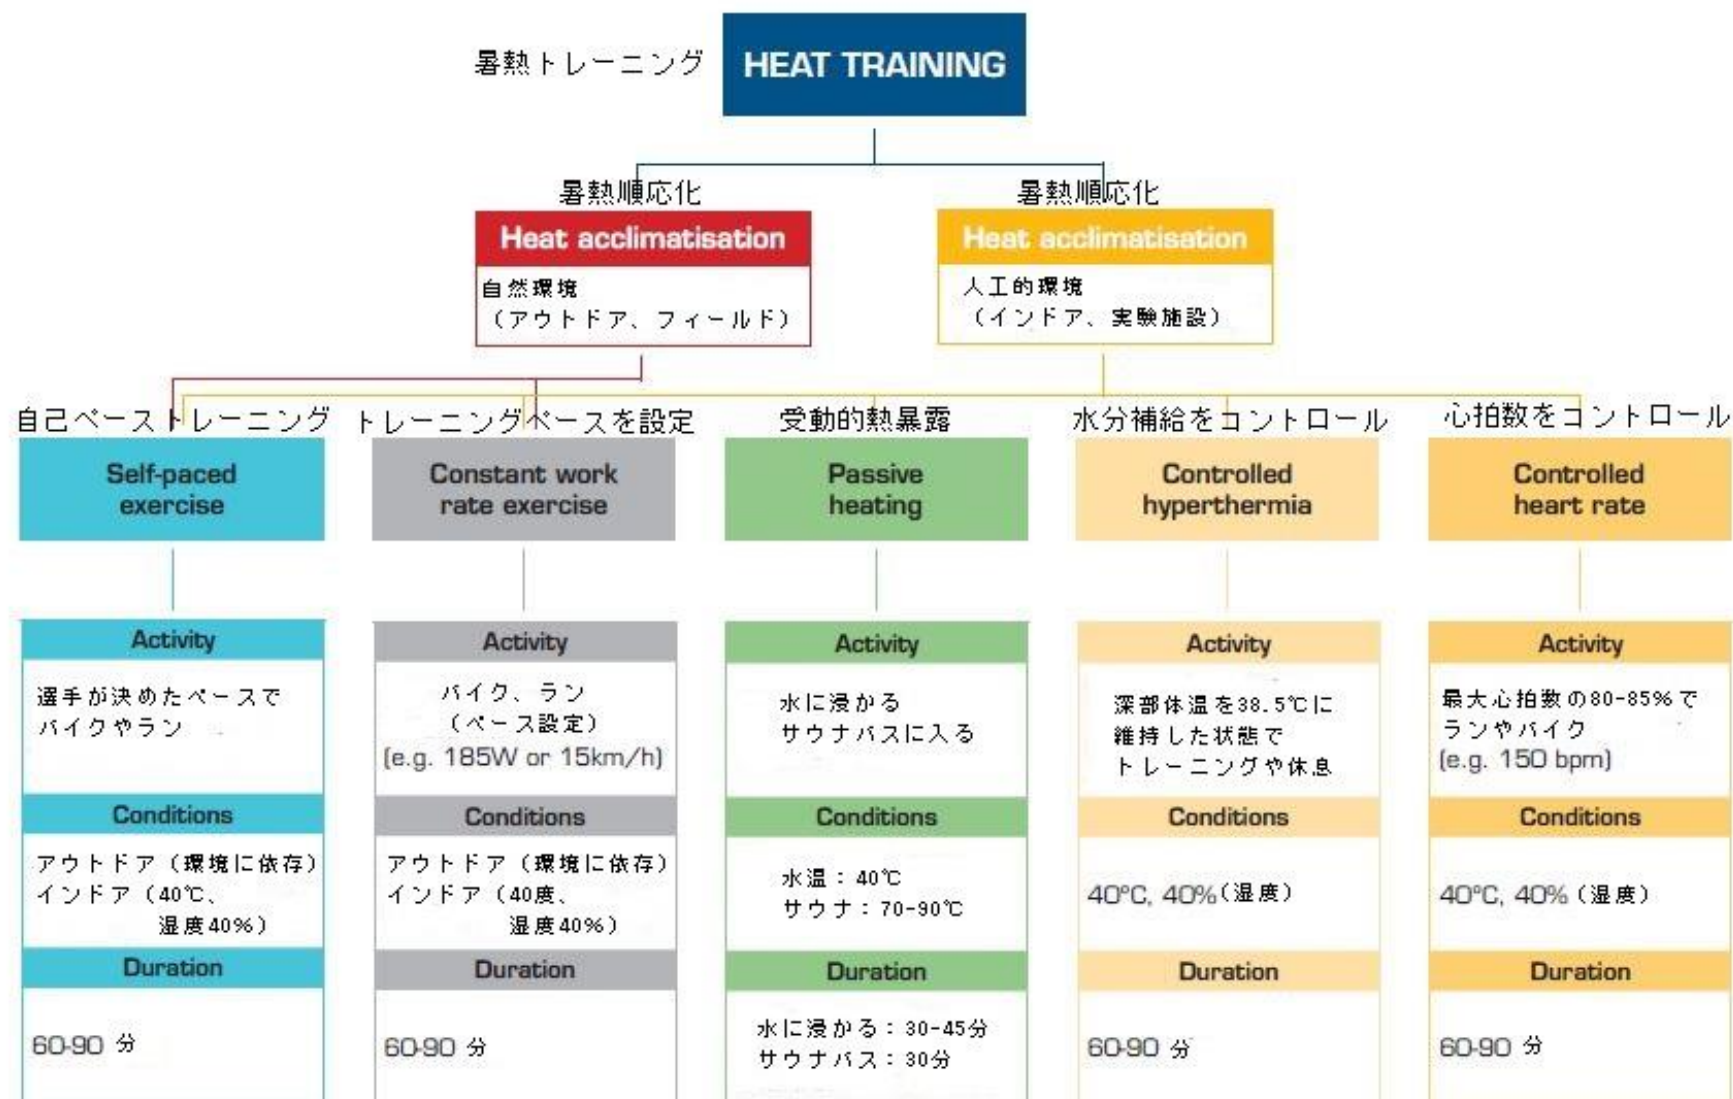 暑熱トレーニング
HEAT TRAINING
暑熱順応化
Heat acclimatisation
自然環境
（アウトドア、フィールド）
暑熱順応化
Heat acclimatisation
人工的環境
（インドア、実験施設）
自己ペーストレーニング
Self-paced
exercise
Activity
選手が決めたペースで
バイクやラン
Conditions
アウトドア（環境に依存）
インドア（40℃、
湿度40%）
Duration
60-90 分
トレーニングペースを設定
Constant work
rate exercise
Activity
バイク、ラン
（ペース設定）
(e.g. 185W or 15km/h)
Conditions
アウトドア（環境に依存）
インドア（40度、
湿度40%）
Duration
60-90 分
受動的熱暴露
Passive
heating
Activity
水に浸かる
サウナバスに入る
Conditions
水温：40℃
サウナ：70-90℃
Duration
水に浸かる：30-45分
サウナバス：30分
水分補給をコントロール
Controlled
hyperthermia
Activity
深部体温を38.5℃に
維持した状態で
トレーニングや休息
Conditions
40°C, 40%（湿度）
Duration
60-90 分
心拍数をコントロール
Controlled
heart rate
Activity
最大心拍数の80-85%で
ランやバイク
(e.g. 150 bpm)
Conditions
40°C, 40%（湿度）
Duration
60-90 分